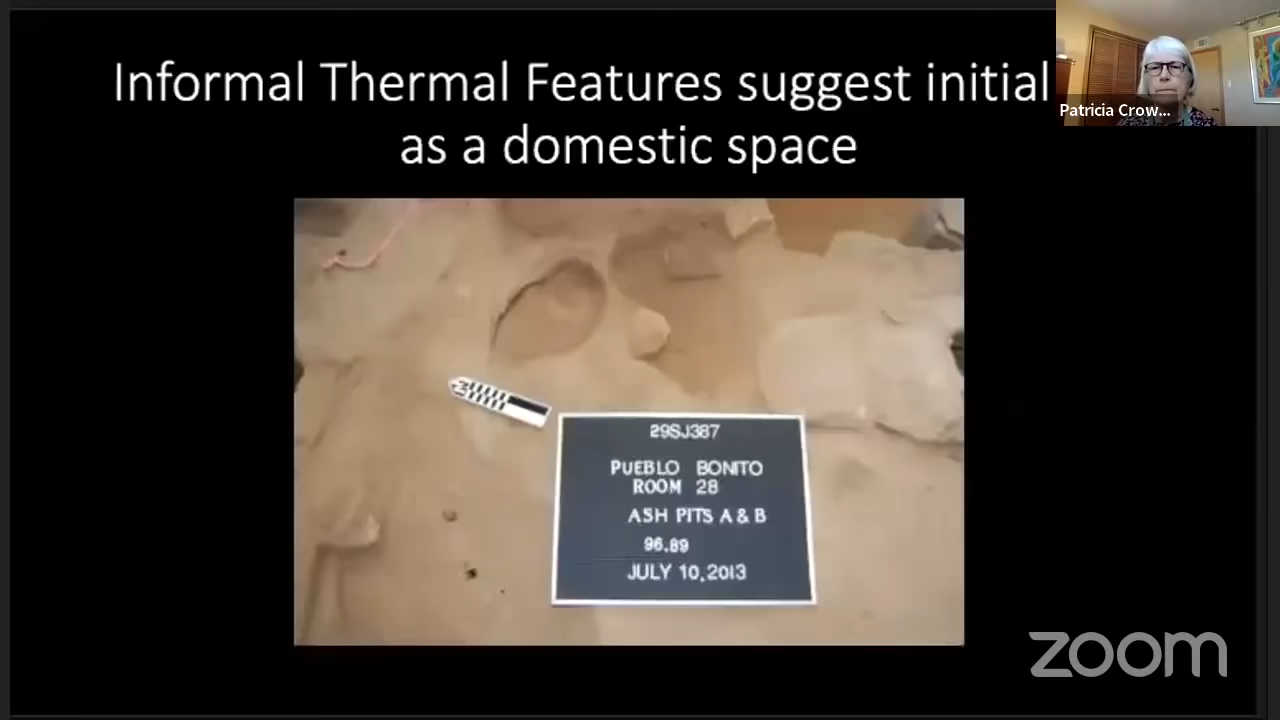 Informal Thermal Features suggest initial
as a domestic space
Patricia Crow...
29SJ387
PUEBLO BONITO
ROOM 28
ASH PITS A & B
96.89
JULY 10, 2013
zoom